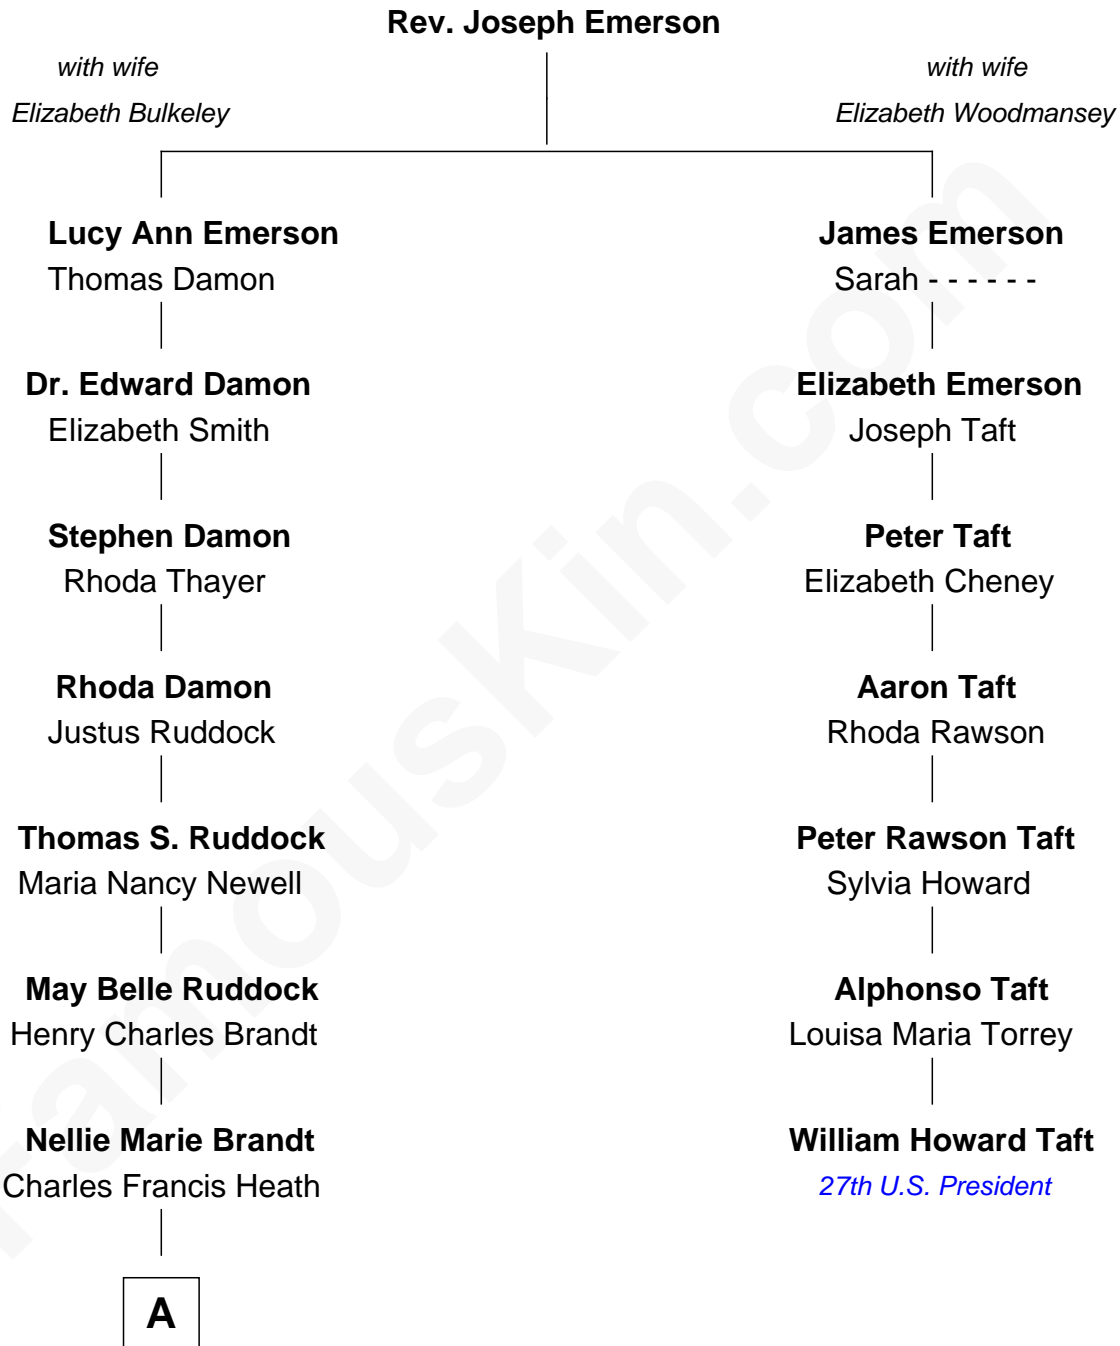 Rev. Joseph Emerson
with wife
Elizabeth Bulkeley
with wife
Elizabeth Woodmansey
Lucy Ann Emerson
Thomas Damon
James Emerson
Sarah - - - - - -
Dr. Edward Damon
Elizabeth Smith
Elizabeth Emerson
Joseph Taft
Stephen Damon
Rhoda Thayer
Peter Taft
Elizabeth Cheney
Rhoda Damon
Justus Ruddock
Aaron Taft
Rhoda Rawson
Thomas S. Ruddock
Maria Nancy Newell
Peter Rawson Taft
Sylvia Howard
May Belle Ruddock
Henry Charles Brandt
Alphonso Taft
Louisa Maria Torrey
Nellie Marie Brandt
Charles Francis Heath
William Howard Taft
27th U.S. President
A
FamousKin.com